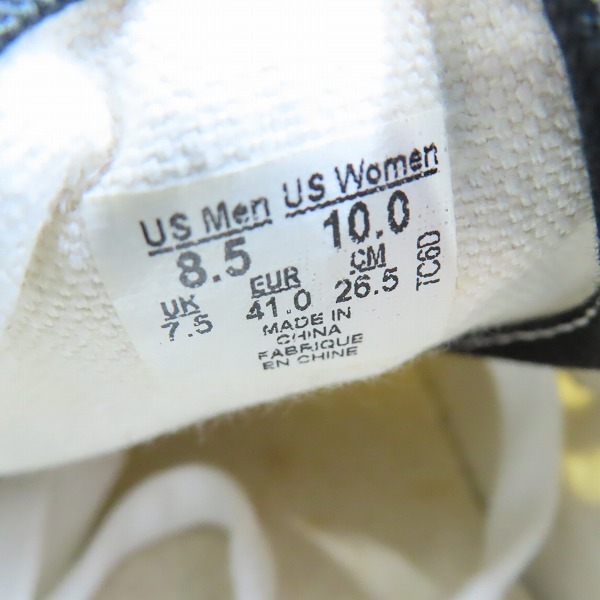 US Men US Women
8.5 10.0
UK EUR CM
7.5 41.0 26.5
MADE IN
CHINA
FABRIQUE
EN CHINE
TC6D